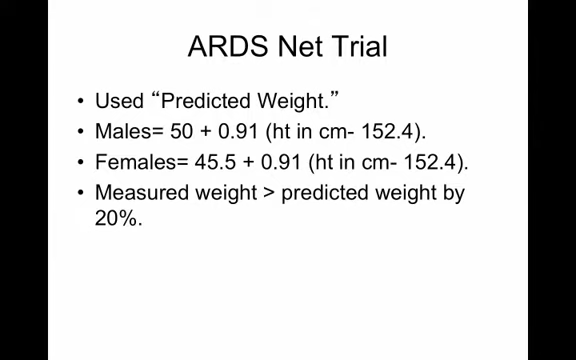 ARDS Net Trial
• Used “Predicted Weight.”
• Males= 50 + 0.91 (ht in cm- 152.4).
• Females= 45.5 + 0.91 (ht in cm- 152.4).
• Measured weight > predicted weight by
20%.